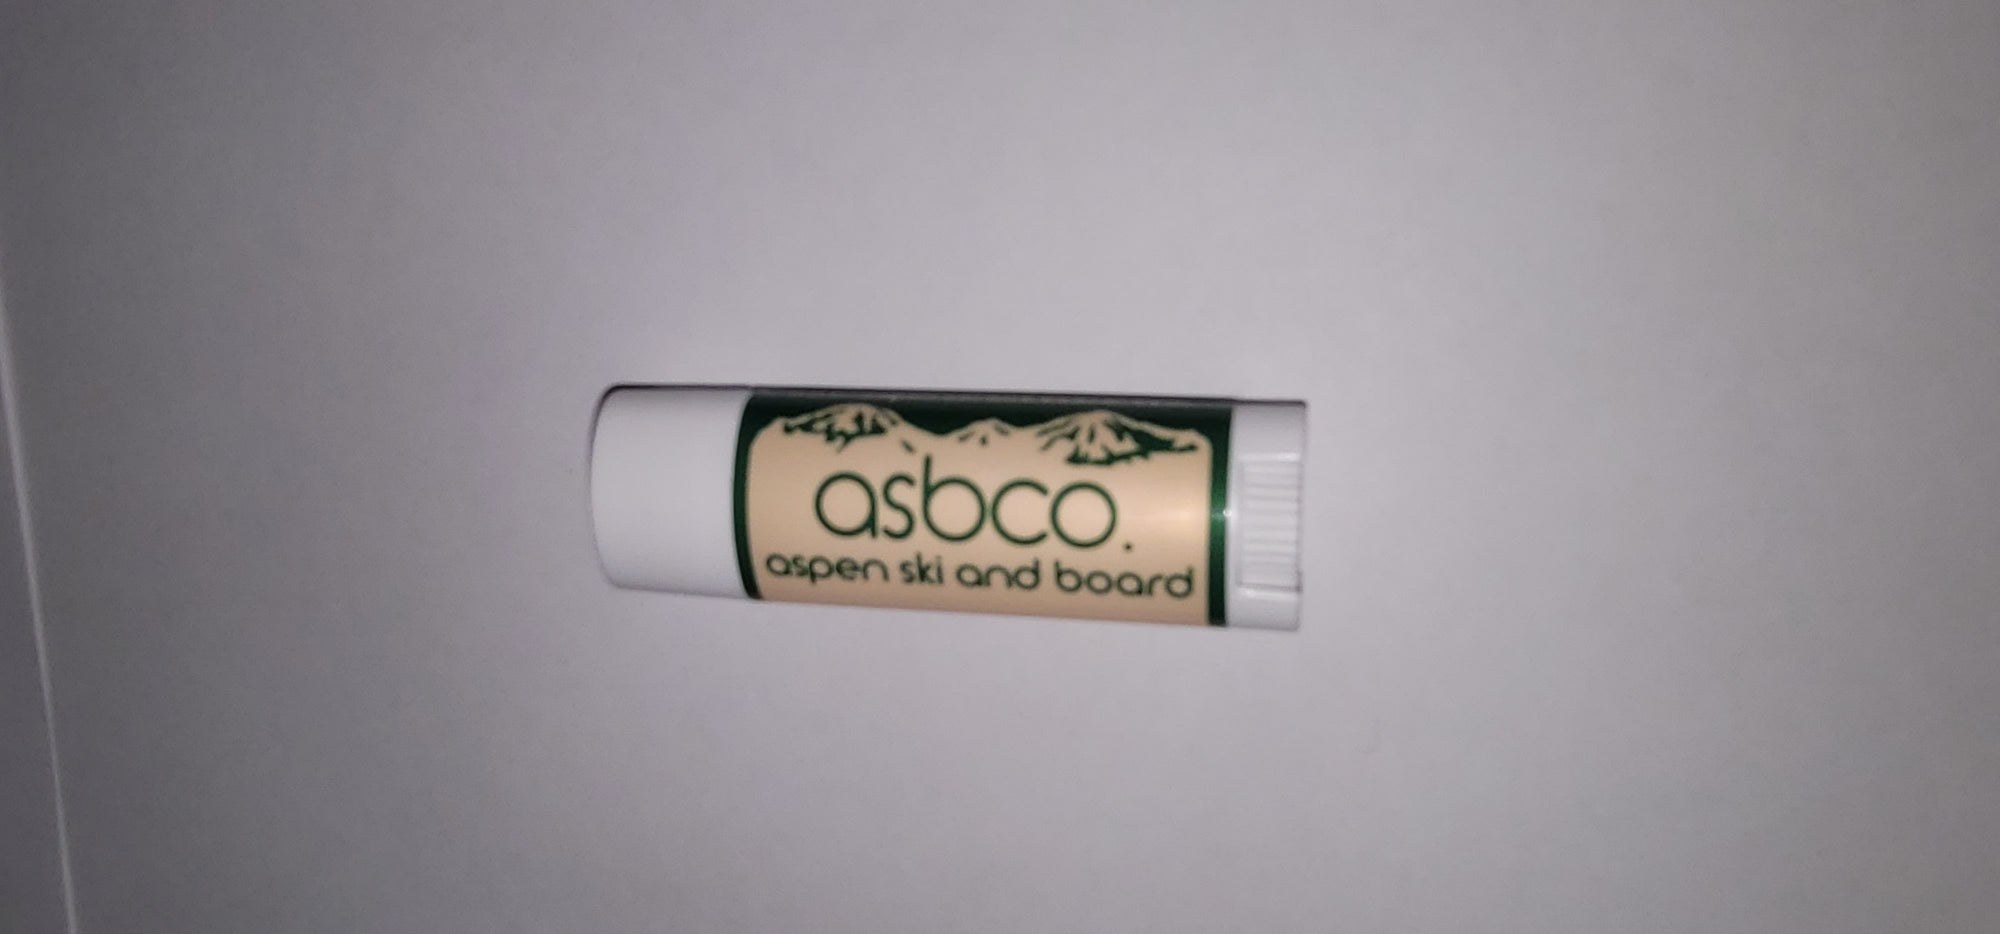 asbco.
aspen ski and board